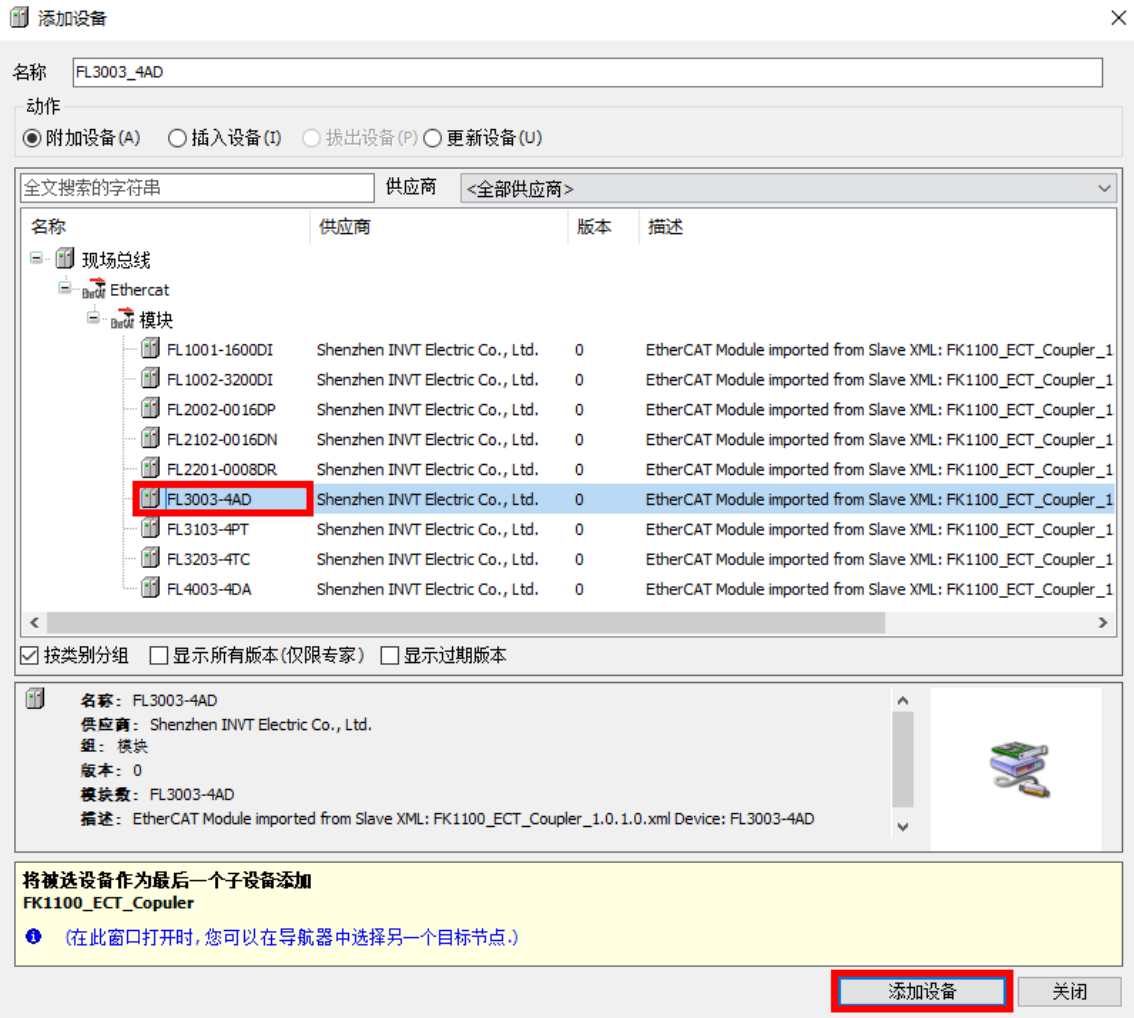 添加设备
名称 FL3003_4AD
动作
附加设备(A) 插入设备(I) 拔出设备(P) 更新设备(U)
全文搜索的字符串 供应商 <全部供应商>
名称 供应商 版本 描述
现场总线
EtherCAT Ethercat
EtherCAT 模块
FL1001-1600DI Shenzhen INVT Electric Co., Ltd. 0 EtherCAT Module imported from Slave XML: FK1100_ECT_Coupler_1.
FL1002-3200DI Shenzhen INVT Electric Co., Ltd. 0 EtherCAT Module imported from Slave XML: FK1100_ECT_Coupler_1.
FL2002-0016DP Shenzhen INVT Electric Co., Ltd. 0 EtherCAT Module imported from Slave XML: FK1100_ECT_Coupler_1.
FL2102-0016DN Shenzhen INVT Electric Co., Ltd. 0 EtherCAT Module imported from Slave XML: FK1100_ECT_Coupler_1.
FL2201-0008DR Shenzhen INVT Electric Co., Ltd. 0 EtherCAT Module imported from Slave XML: FK1100_ECT_Coupler_1.
FL3003-4AD Shenzhen INVT Electric Co., Ltd. 0 EtherCAT Module imported from Slave XML: FK1100_ECT_Coupler_1.
FL3103-4PT Shenzhen INVT Electric Co., Ltd. 0 EtherCAT Module imported from Slave XML: FK1100_ECT_Coupler_1.
FL3203-4TC Shenzhen INVT Electric Co., Ltd. 0 EtherCAT Module imported from Slave XML: FK1100_ECT_Coupler_1.
FL4003-4DA Shenzhen INVT Electric Co., Ltd. 0 EtherCAT Module imported from Slave XML: FK1100_ECT_Coupler_1.
按类别分组 显示所有版本(仅限专家) 显示过期版本
名称: FL3003-4AD
供应商: Shenzhen INVT Electric Co., Ltd.
组: 模块
版本: 0
模块数: FL3003-4AD
描述: EtherCAT Module imported from Slave XML: FK1100_ECT_Coupler_1.0.1.0.xml Device: FL3003-4AD
将被选设备作为最后一个子设备添加
FK1100_ECT_Copuler
(在此窗口打开时,您可以在导航器中选择另一个目标节点.)
添加设备 关闭